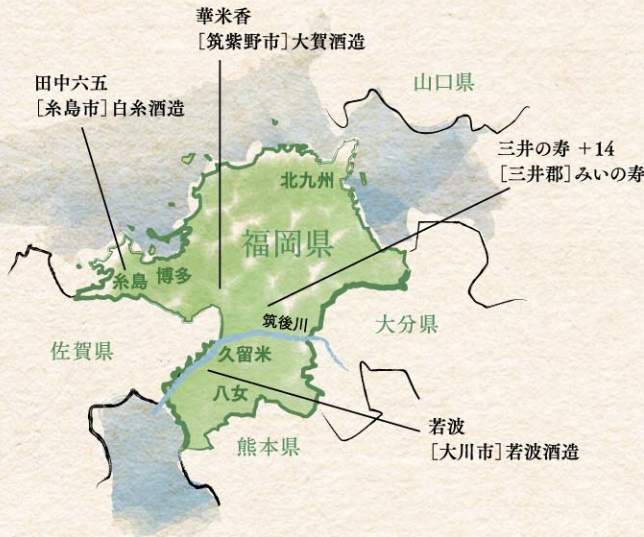 華米香
[筑紫野市]大賀酒造
田中六五
[糸島市]白糸酒造
山口県
三井の寿 +14
[三井郡]みいの寿
北九州
福岡県
糸島
博多
筑後川
大分県
佐賀県
久留米
八女
熊本県
若波
[大川市]若波酒造